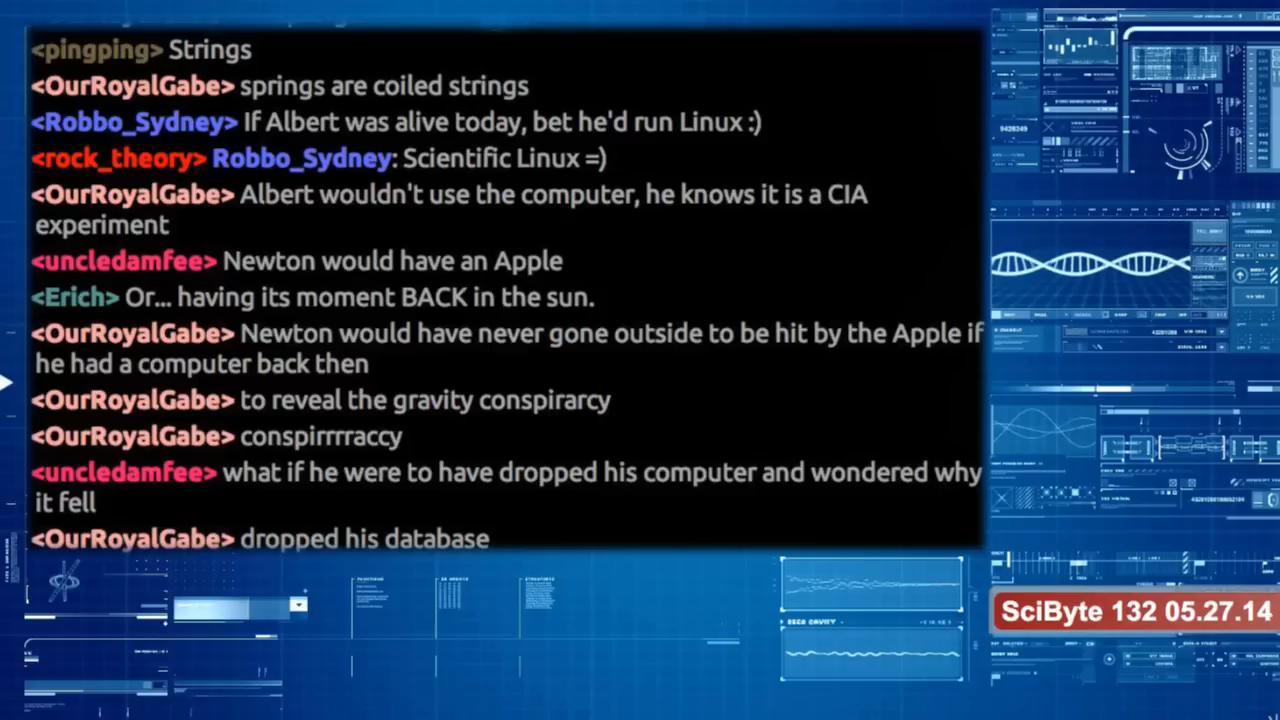 <pingping> Strings
<OurRoyalGabe> springs are coiled strings
<Robbo_Sydney> If Albert was alive today, bet he'd run Linux :)
<rock_theory> Robbo_Sydney: Scientific Linux =)
<OurRoyalGabe> Albert wouldn't use the computer, he knows it is a CIA
experiment
<uncledamfee> Newton would have an Apple
<Erich> Or... having its moment BACK in the sun.
<OurRoyalGabe> Newton would have never gone outside to be hit by the Apple if
he had a computer back then
<OurRoyalGabe> to reveal the gravity conspirarcy
<OurRoyalGabe> conspirrrraccy
<uncledamfee> what if he were to have dropped his computer and wondered why
it fell
<OurRoyalGabe> dropped his database
9428249
SciByte 132 05.27.14